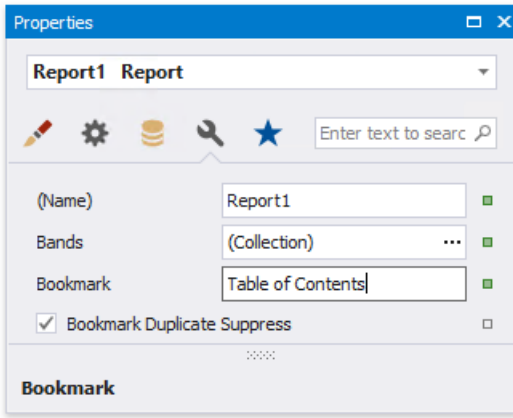 Properties
Report1 Report
Enter text to searc
(Name) Report1
Bands (Collection) ...
Bookmark Table of Contents
Bookmark Duplicate Suppress
Bookmark